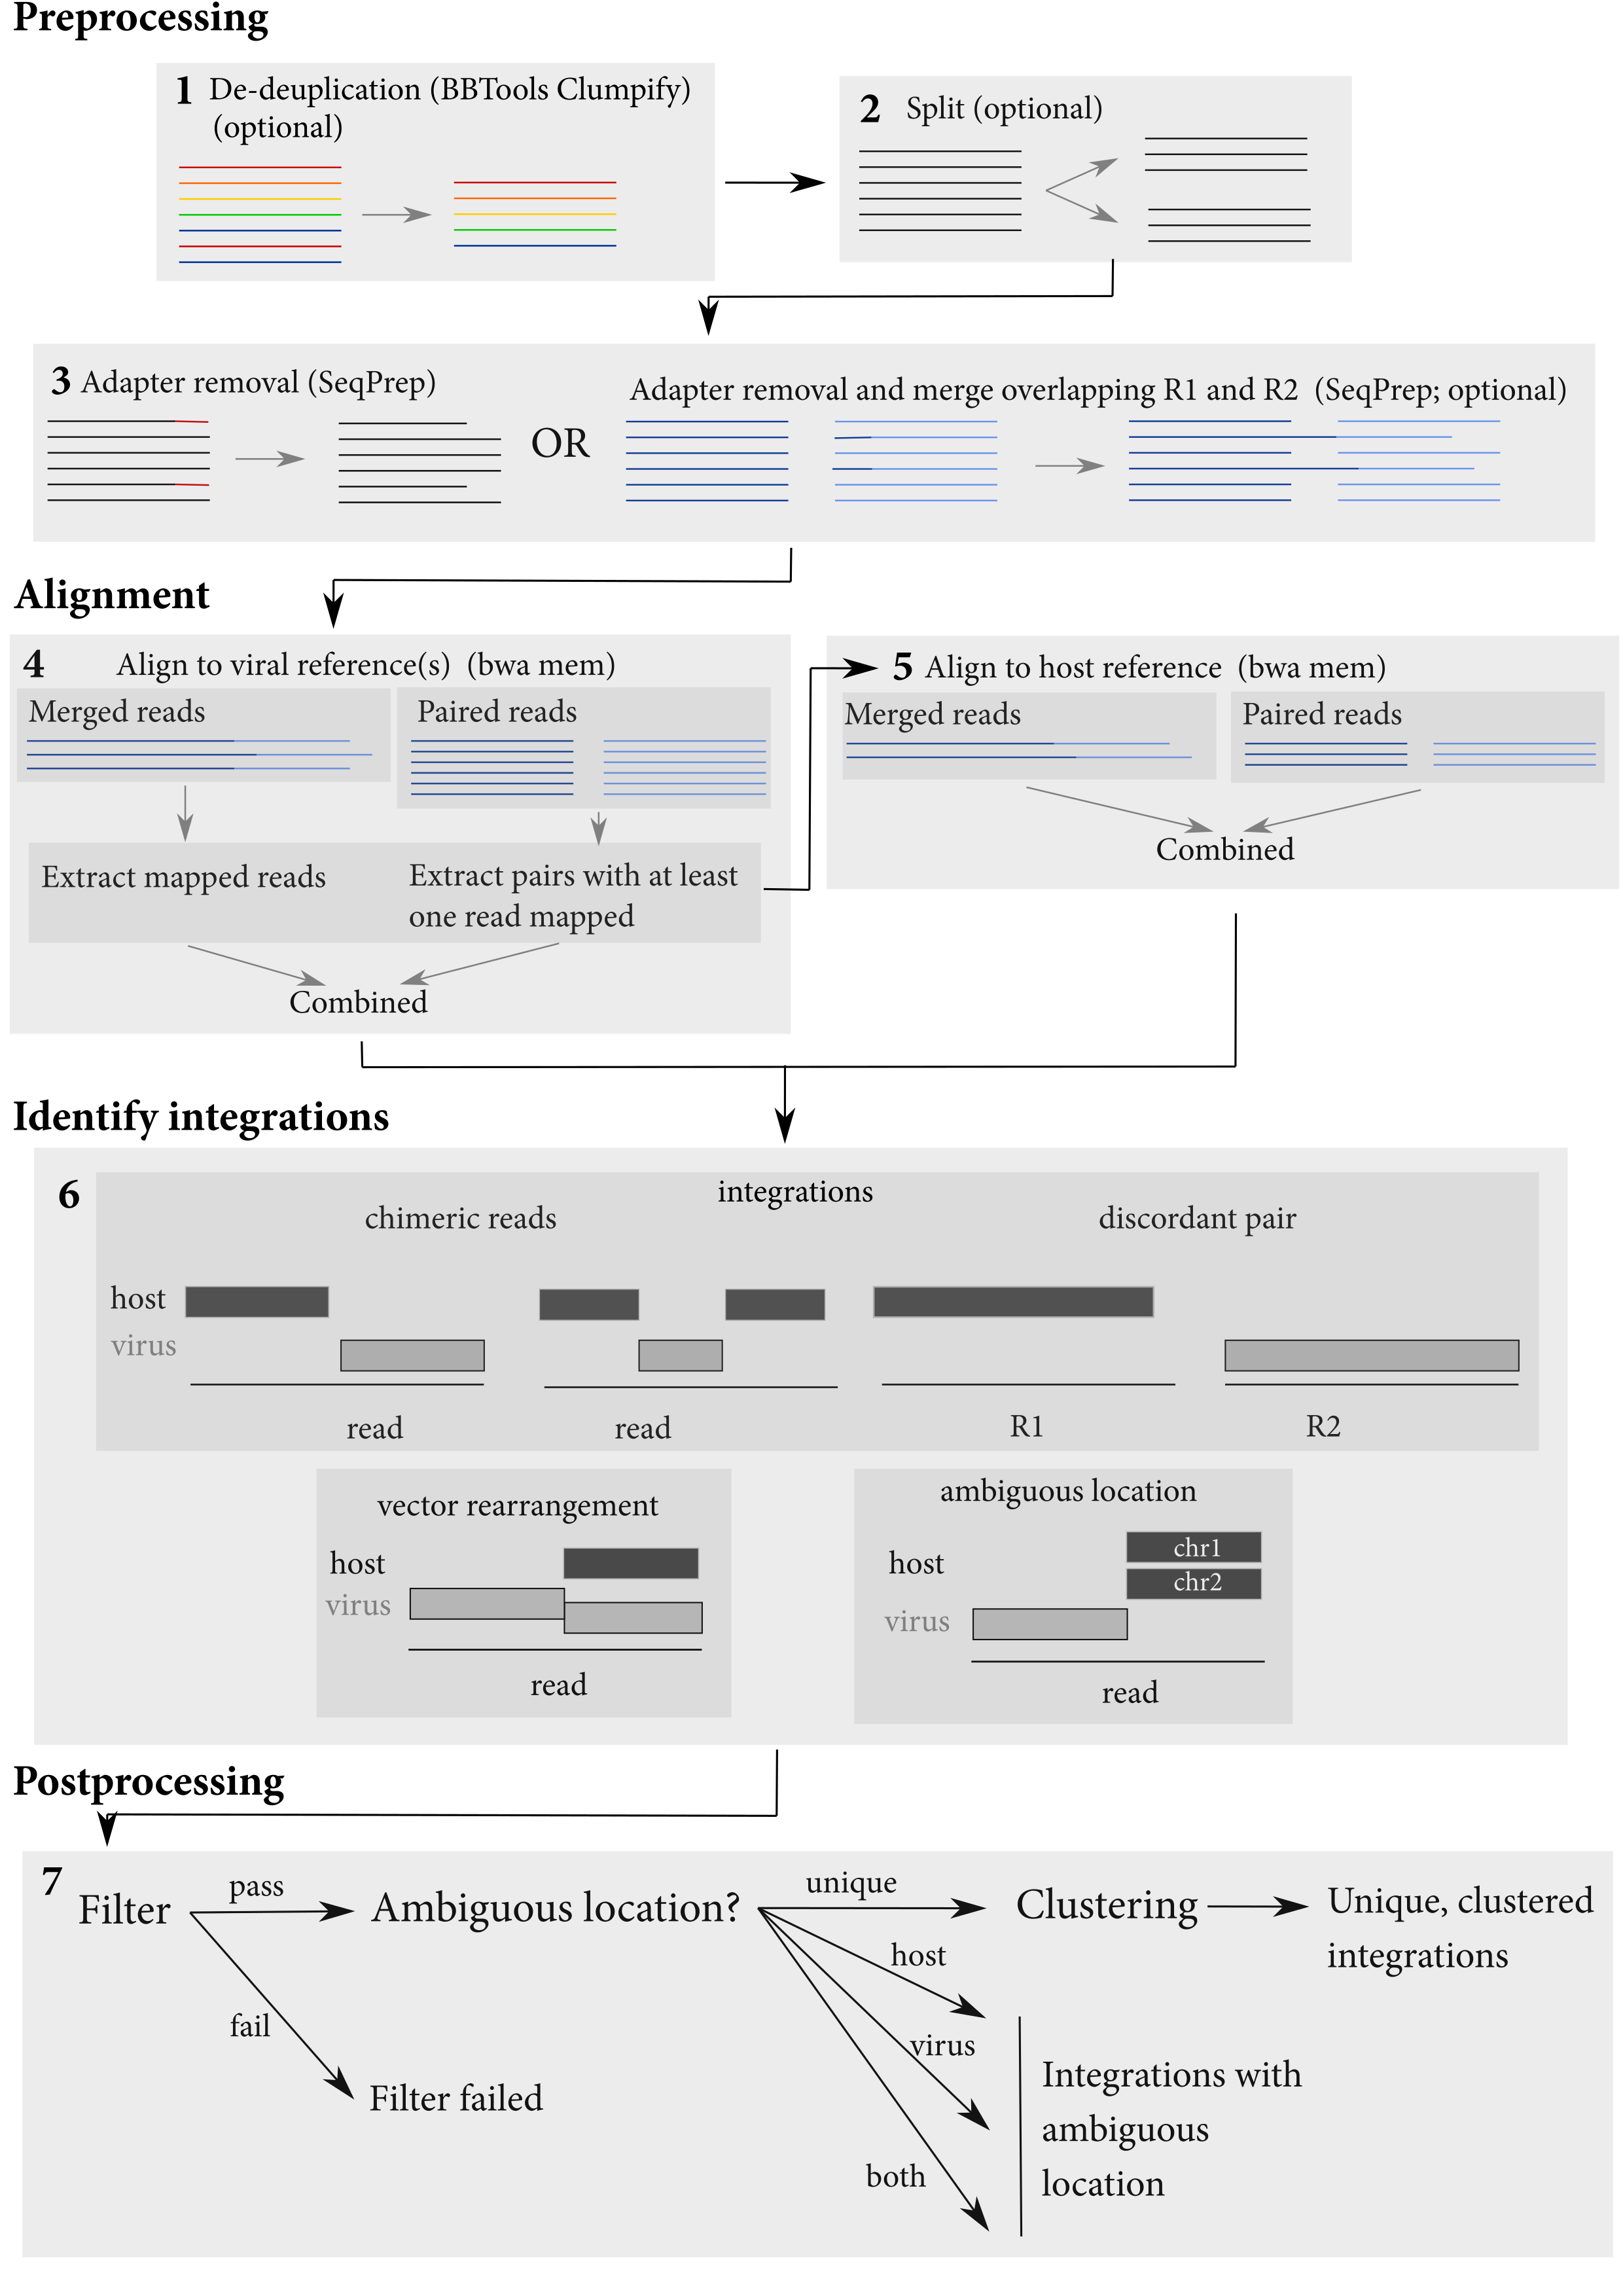 Preprocessing
1 De-deuplication (BBTools Clumpify)
(optional)
2 Split (optional)
3 Adapter removal (SeqPrep)
OR
Adapter removal and merge overlapping R1 and R2 (SeqPrep; optional)
Alignment
4 Align to viral reference(s) (bwa mem)
Merged reads
Paired reads
Extract mapped reads
Extract pairs with at least
one read mapped
Combined
5 Align to host reference (bwa mem)
Merged reads
Paired reads
Combined
Identify integrations
6
integrations
chimeric reads
discordant pair
host
virus
read
read
R1
R2
vector rearrangement
host
virus
read
ambiguous location
host
chr1
chr2
virus
read
Postprocessing
7
Filter
pass
fail
Filter failed
Ambiguous location?
unique
host
virus
both
Clustering
Unique, clustered
integrations
Integrations with
ambiguous
location